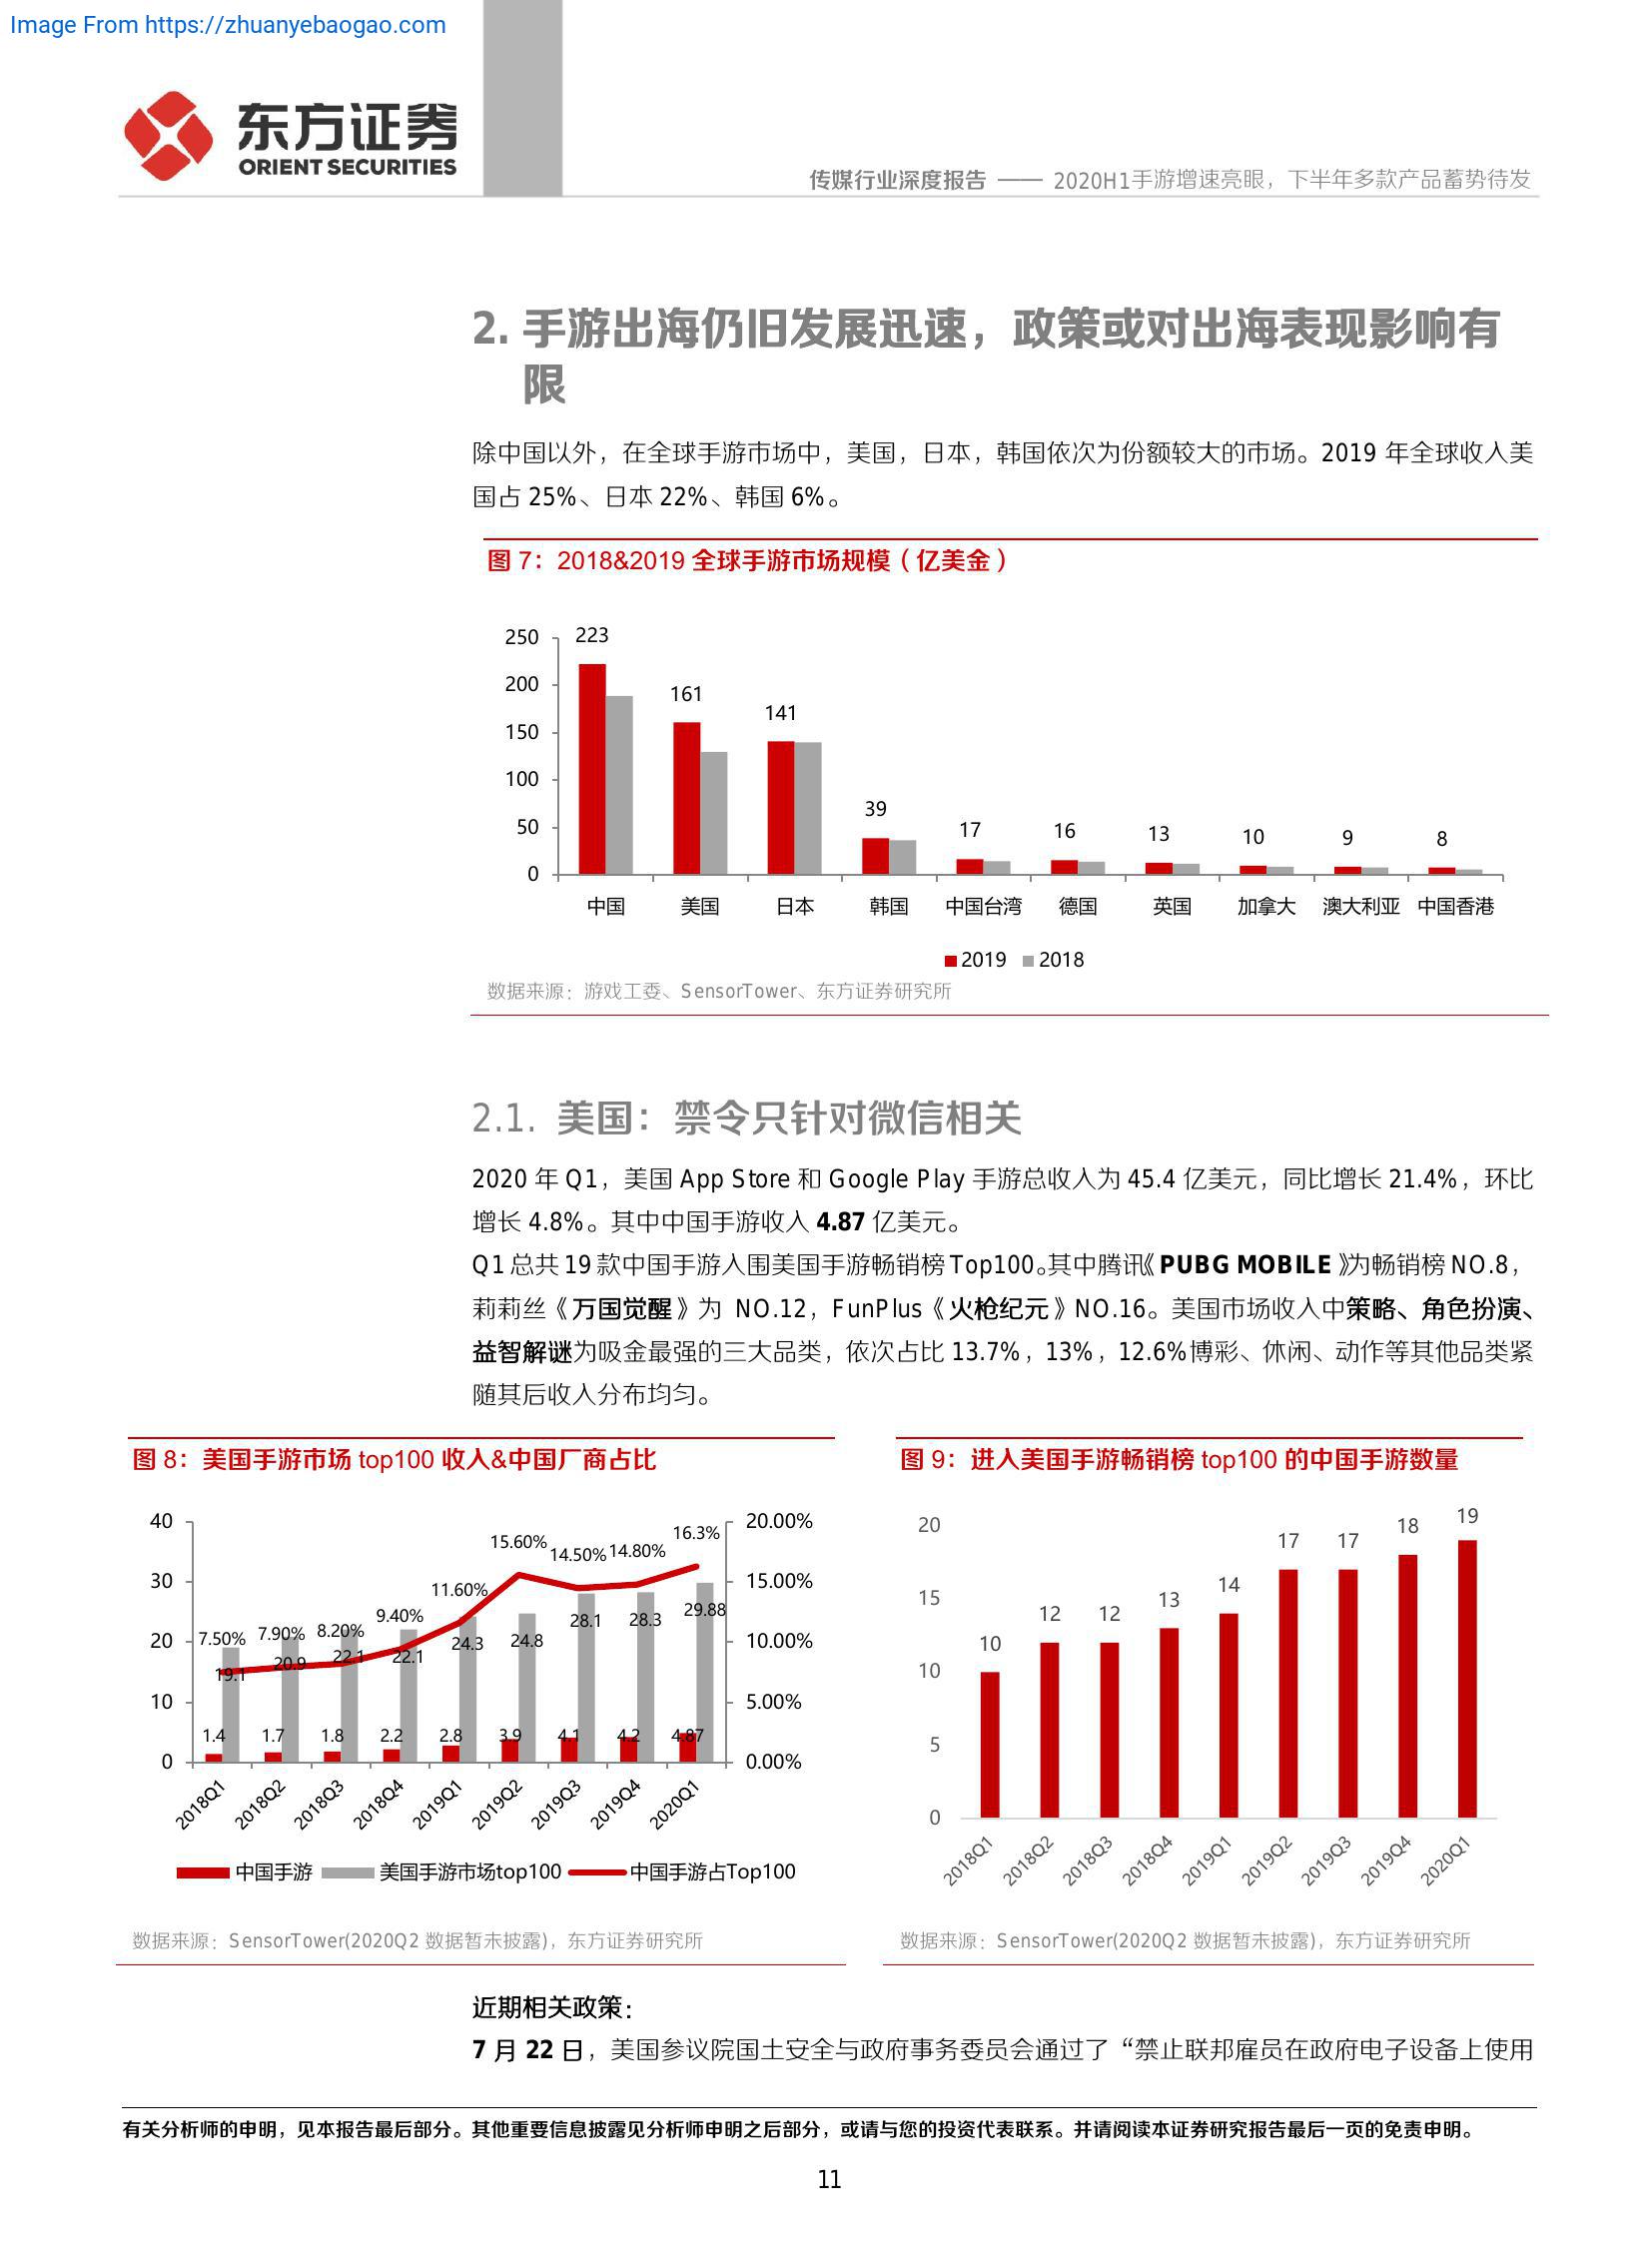 Image From https://zhuanyebaogao.com
东方证券
ORIENT SECURITIES
传媒行业深度报告 —— 2020H1手游增速亮眼，下半年多款产品蓄势待发
2. 手游出海仍旧发展迅速，政策或对出海表现影响有
限
除中国以外，在全球手游市场中，美国，日本，韩国依次为份额较大的市场。2019 年全球收入美
国占 25%、日本 22%、韩国 6%。
图 7：2018&2019 全球手游市场规模（亿美金）
250
200
150
100
50
0
223
161
141
39
17
16
13
10
9
8
中国 美国 日本 韩国 中国台湾 德国 英国 加拿大 澳大利亚 中国香港
2019 2018
数据来源：游戏工委、SensorTower、东方证券研究所
2.1. 美国：禁令只针对微信相关
2020 年 Q1，美国 App Store 和 Google Play 手游总收入为 45.4 亿美元，同比增长 21.4%，环比
增长 4.8%。其中中国手游收入 4.87 亿美元。
Q1 总共 19 款中国手游入围美国手游畅销榜 Top100。其中腾讯《PUBG MOBILE》为畅销榜 NO.8，
莉莉丝《万国觉醒》为 NO.12，FunPlus《火枪纪元》NO.16。美国市场收入中策略、角色扮演、
益智解谜为吸金最强的三大品类，依次占比 13.7%，13%，12.6%博彩、休闲、动作等其他品类紧
随其后收入分布均匀。
图 8：美国手游市场 top100 收入&中国厂商占比
40
30
20
10
0
20.00%
15.00%
10.00%
5.00%
0.00%
7.50% 7.90% 8.20% 9.40% 11.60% 15.60% 14.50% 14.80% 16.3%
19.1 20.9 22.1 22.1 24.3 24.8 28.1 28.3 29.88
1.4 1.7 1.8 2.2 2.8 3.9 4.1 4.2 4.87
2018Q1 2018Q2 2018Q3 2018Q4 2019Q1 2019Q2 2019Q3 2019Q4 2020Q1
中国手游 美国手游市场top100 中国手游占Top100
数据来源：SensorTower(2020Q2 数据暂未披露)，东方证券研究所
图 9：进入美国手游畅销榜 top100 的中国手游数量
20
15
10
5
0
10 12 12 13 14 17 17 18 19
2018Q1 2018Q2 2018Q3 2018Q4 2019Q1 2019Q2 2019Q3 2019Q4 2020Q1
数据来源：SensorTower(2020Q2 数据暂未披露)，东方证券研究所
近期相关政策：
7 月 22 日，美国参议院国土安全与政府事务委员会通过了“禁止联邦雇员在政府电子设备上使用
有关分析师的申明，见本报告最后部分。其他重要信息披露见分析师申明之后部分，或请与您的投资代表联系。并请阅读本证券研究报告最后一页的免责申明。
11